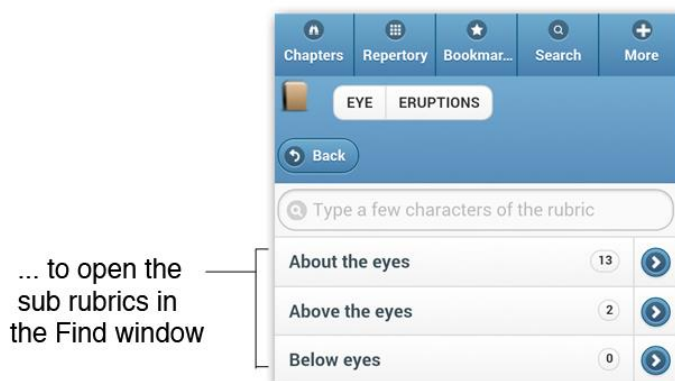 Chapters Repertory Bookmar... Search More
EYE ERUPTIONS
Back
Type a few characters of the rubric
... to open the
sub rubrics in
the Find window
About the eyes 13
Above the eyes 2
Below eyes 0